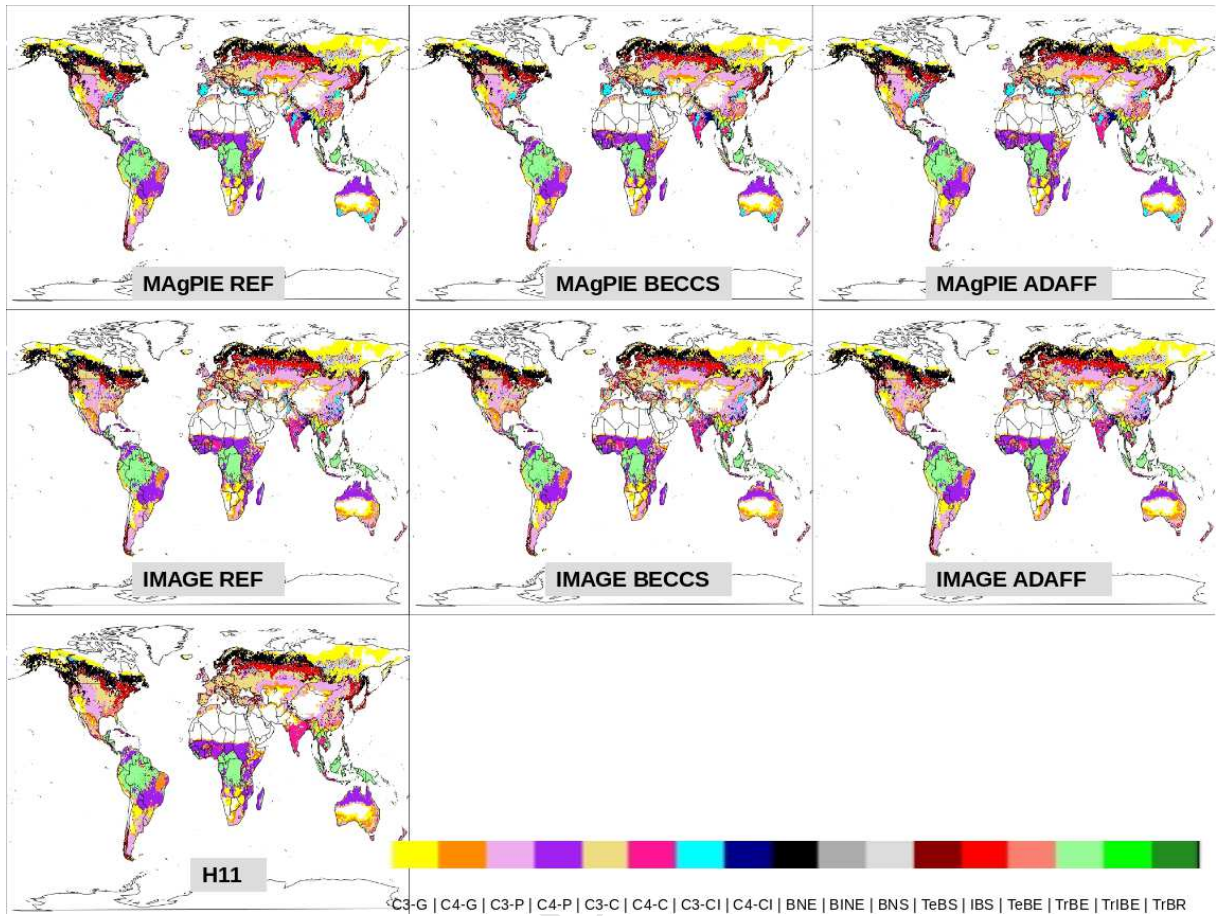 MAgPIE REF
MAgPIE BECCS
MAgPIE ADAFF
IMAGE REF
IMAGE BECCS
IMAGE ADAFF
H11
C3-G | C4-G | C3-P | C4-P | C3-C | C4-C | C3-CI | C4-CI | BNE | BINE | BNS | TeBS | IBS | TeBE | TrBE | TrIBE | TrBR